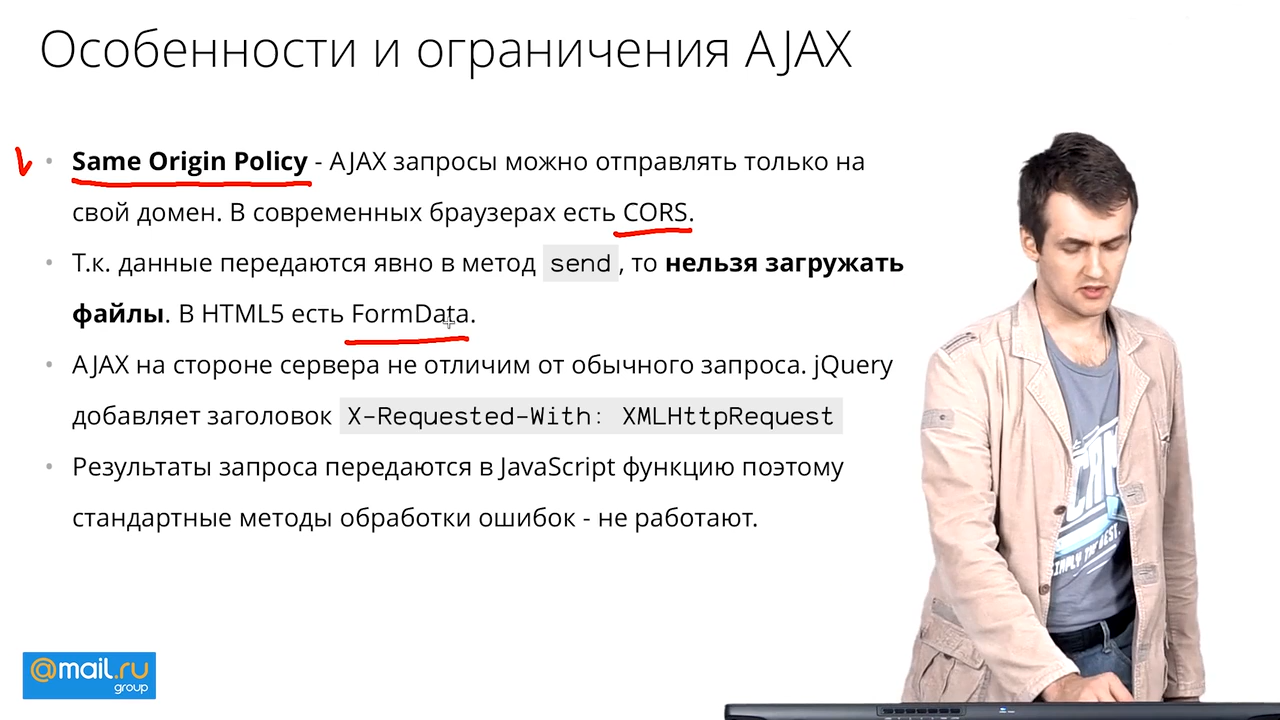 Особенности и ограничения AJAX
Same Origin Policy - AJAX запросы можно отправлять только на
свой домен. В современных браузерах есть CORS.
Т.к. данные передаются явно в метод send, то нельзя загружать
файлы. В HTML5 есть FormData.
AJAX на стороне сервера не отличим от обычного запроса. jQuery
добавляет заголовок X-Requested-With: XMLHttpRequest
Результаты запроса передаются в JavaScript функцию поэтому
стандартные методы обработки ошибок - не работают.
SIMPLY THE BEST.
@mail.ru
group